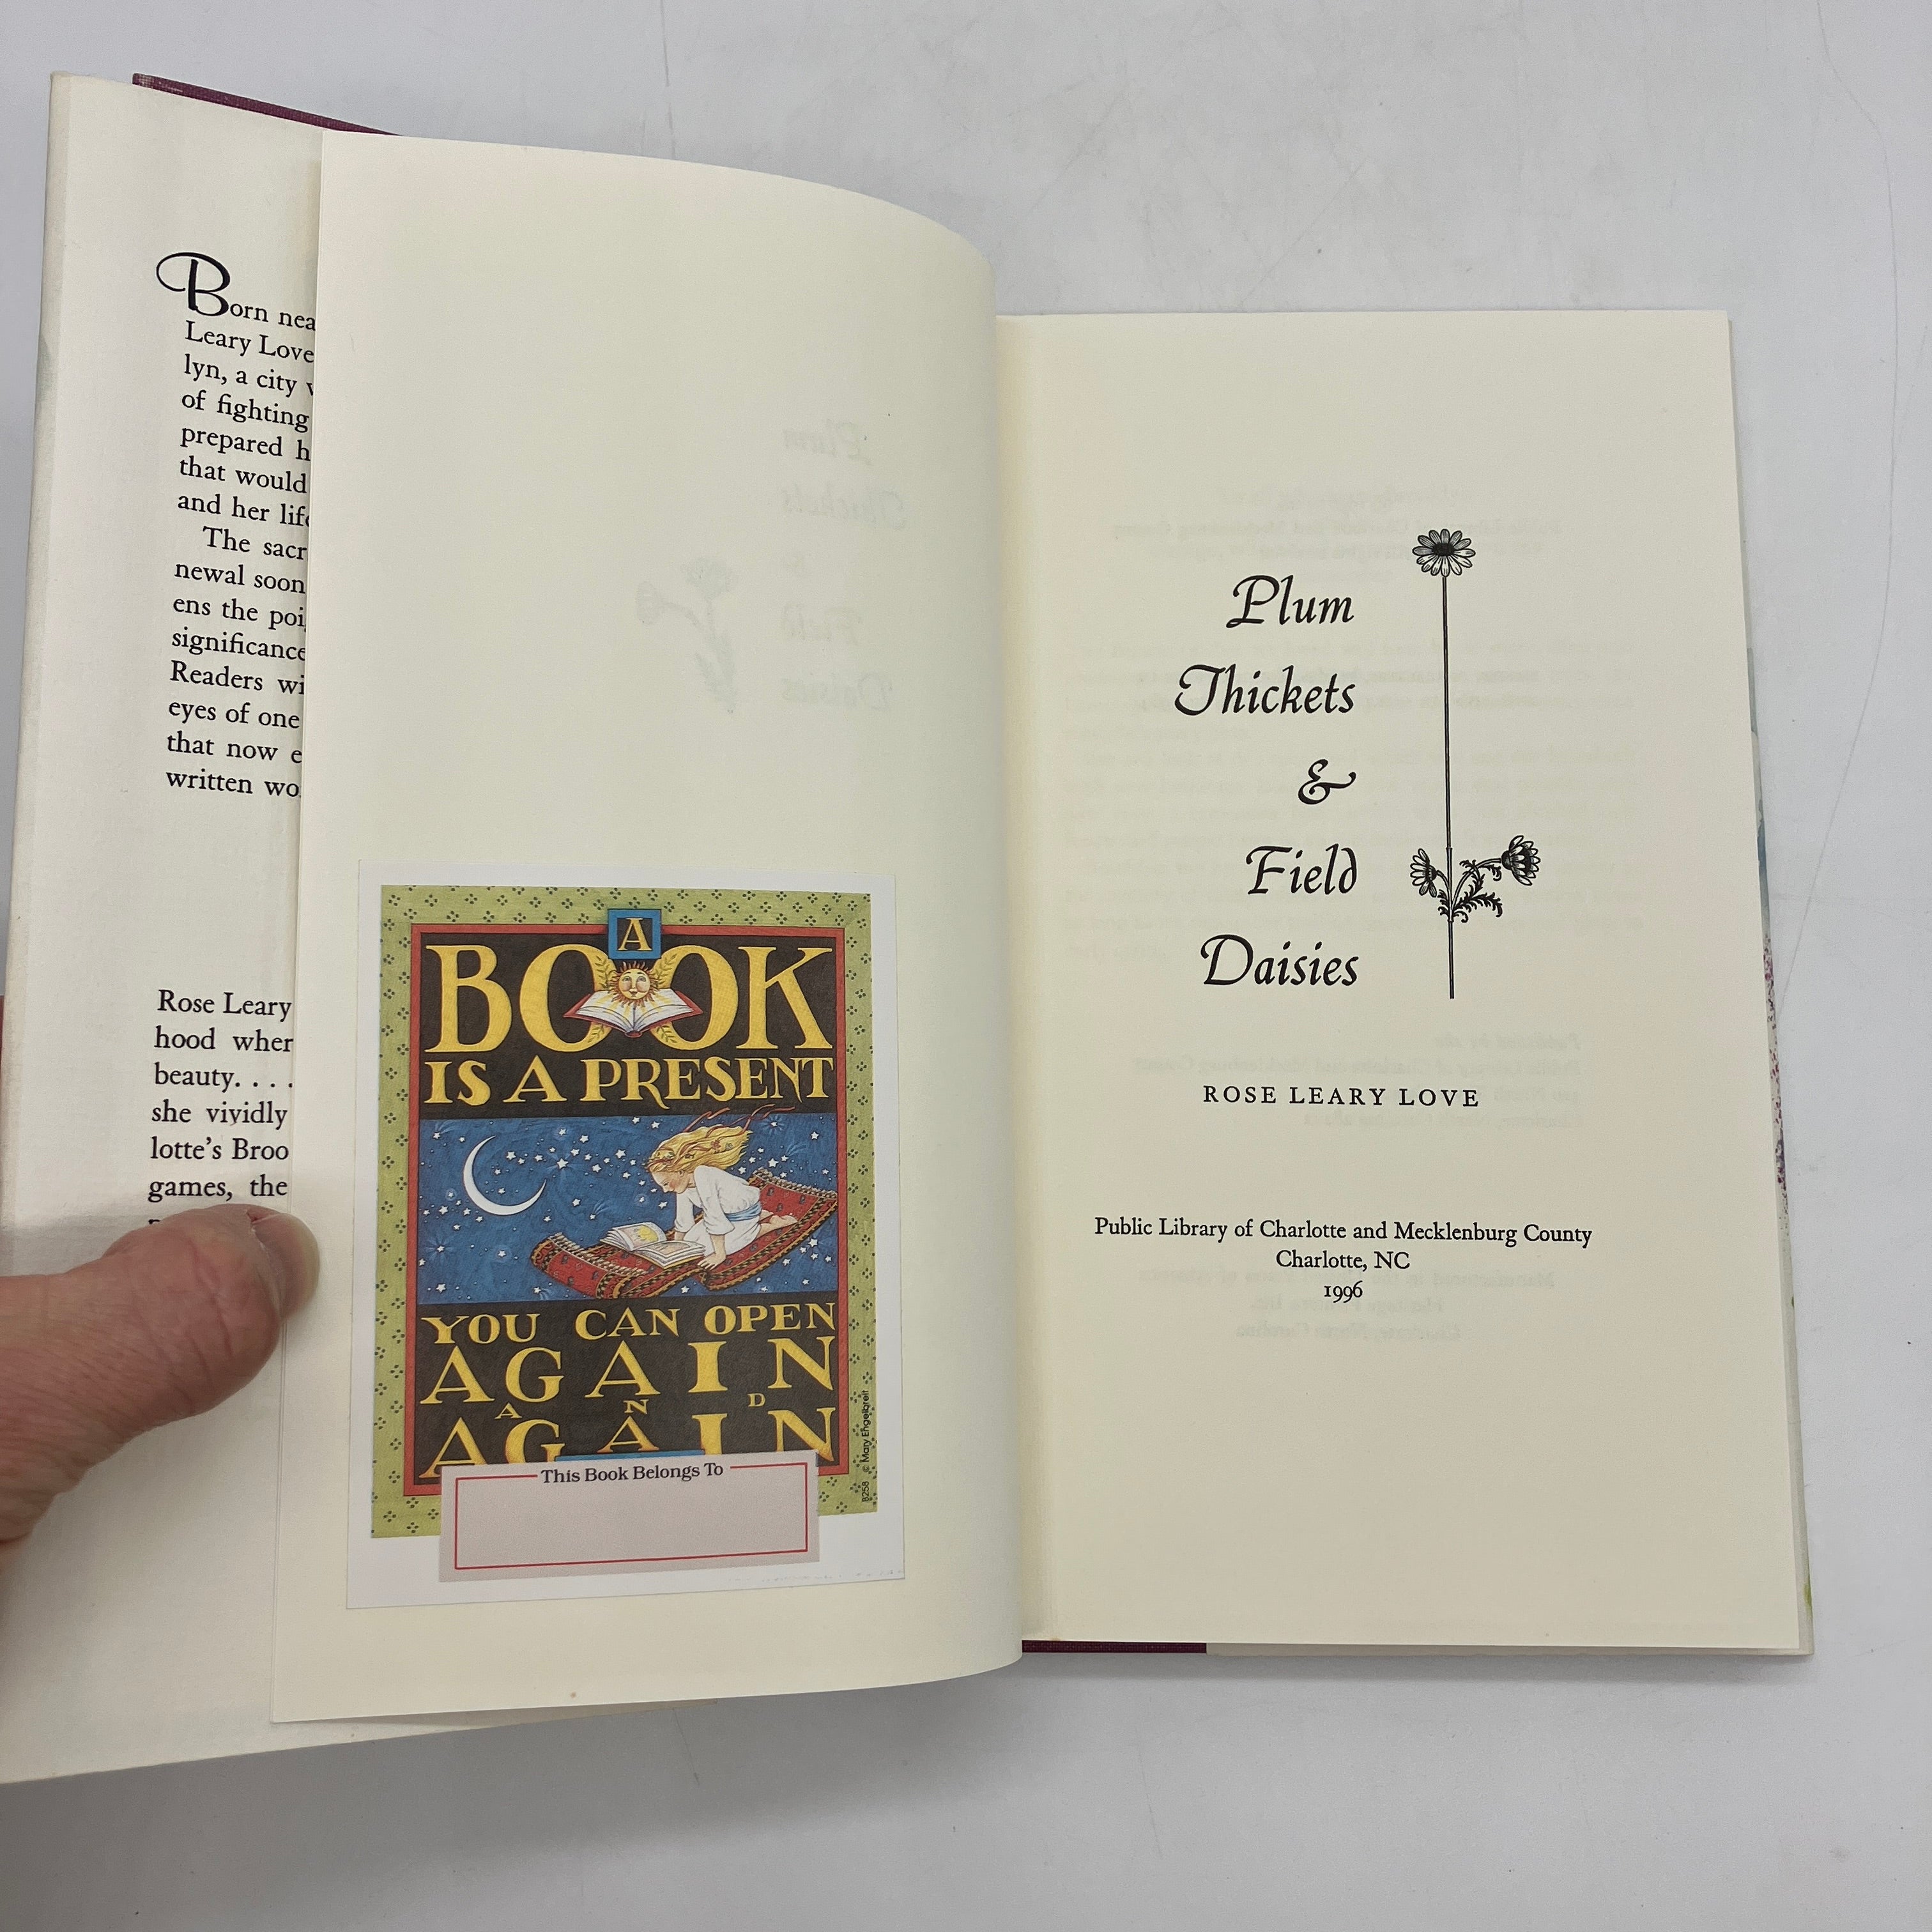 Born nea
Leary Love
lyn, a city
of fighting
prepared h
that would
and her life
The sacr
newal soon
ens the poi
significance
Readers wi
eyes of one
that now e
written wo
Rose Leary
hood wher
beauty. . . .
she vividly
lotte's Broo
games, the
A
BOOK
IS A PRESENT
YOU CAN OPEN
AGAIN
AND
AGAIN
This Book Belongs To
B258 © Mary Engelbreit
Plum
Thickets
&
Field
Daisies
ROSE LEARY LOVE
Public Library of Charlotte and Mecklenburg County
Charlotte, NC
1996